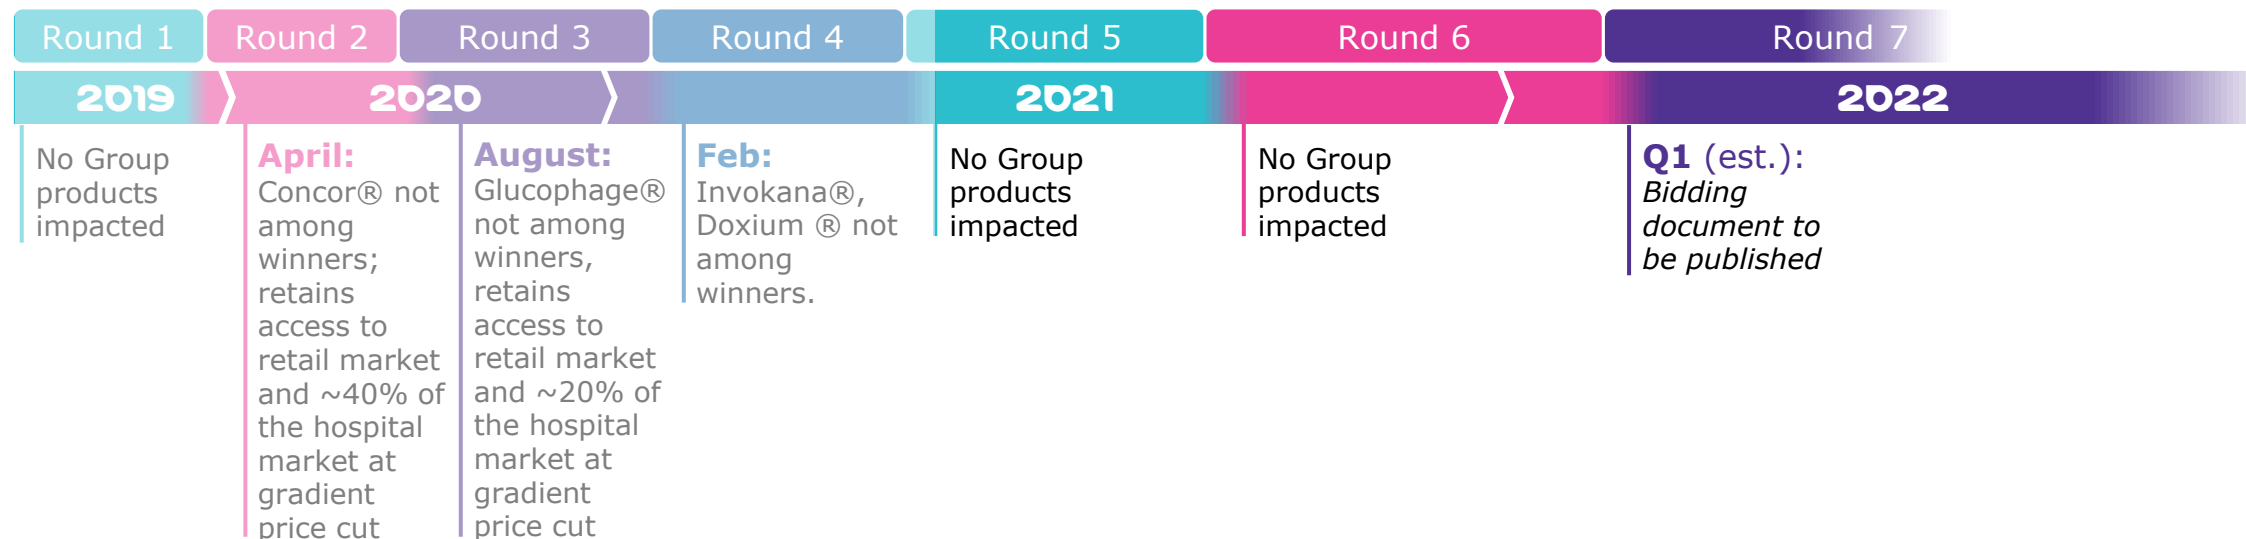 Round 1
Round 2
Round 3
Round 4
Round 5
Round 6
Round 7
2019
2020
2021
2022
No Group
products
impacted
April:
Concor® not
among
winners;
retains
access to
retail market
and ~40% of
the hospital
market at
gradient
price cut
August:
Glucophage®
not among
winners,
retains
access to
retail market
and ~20% of
the hospital
market at
gradient
price cut
Feb:
Invokana®,
Doxium ® not
among
winners.
No Group
products
impacted
No Group
products
impacted
Q1 (est.):
Bidding
document to
be published